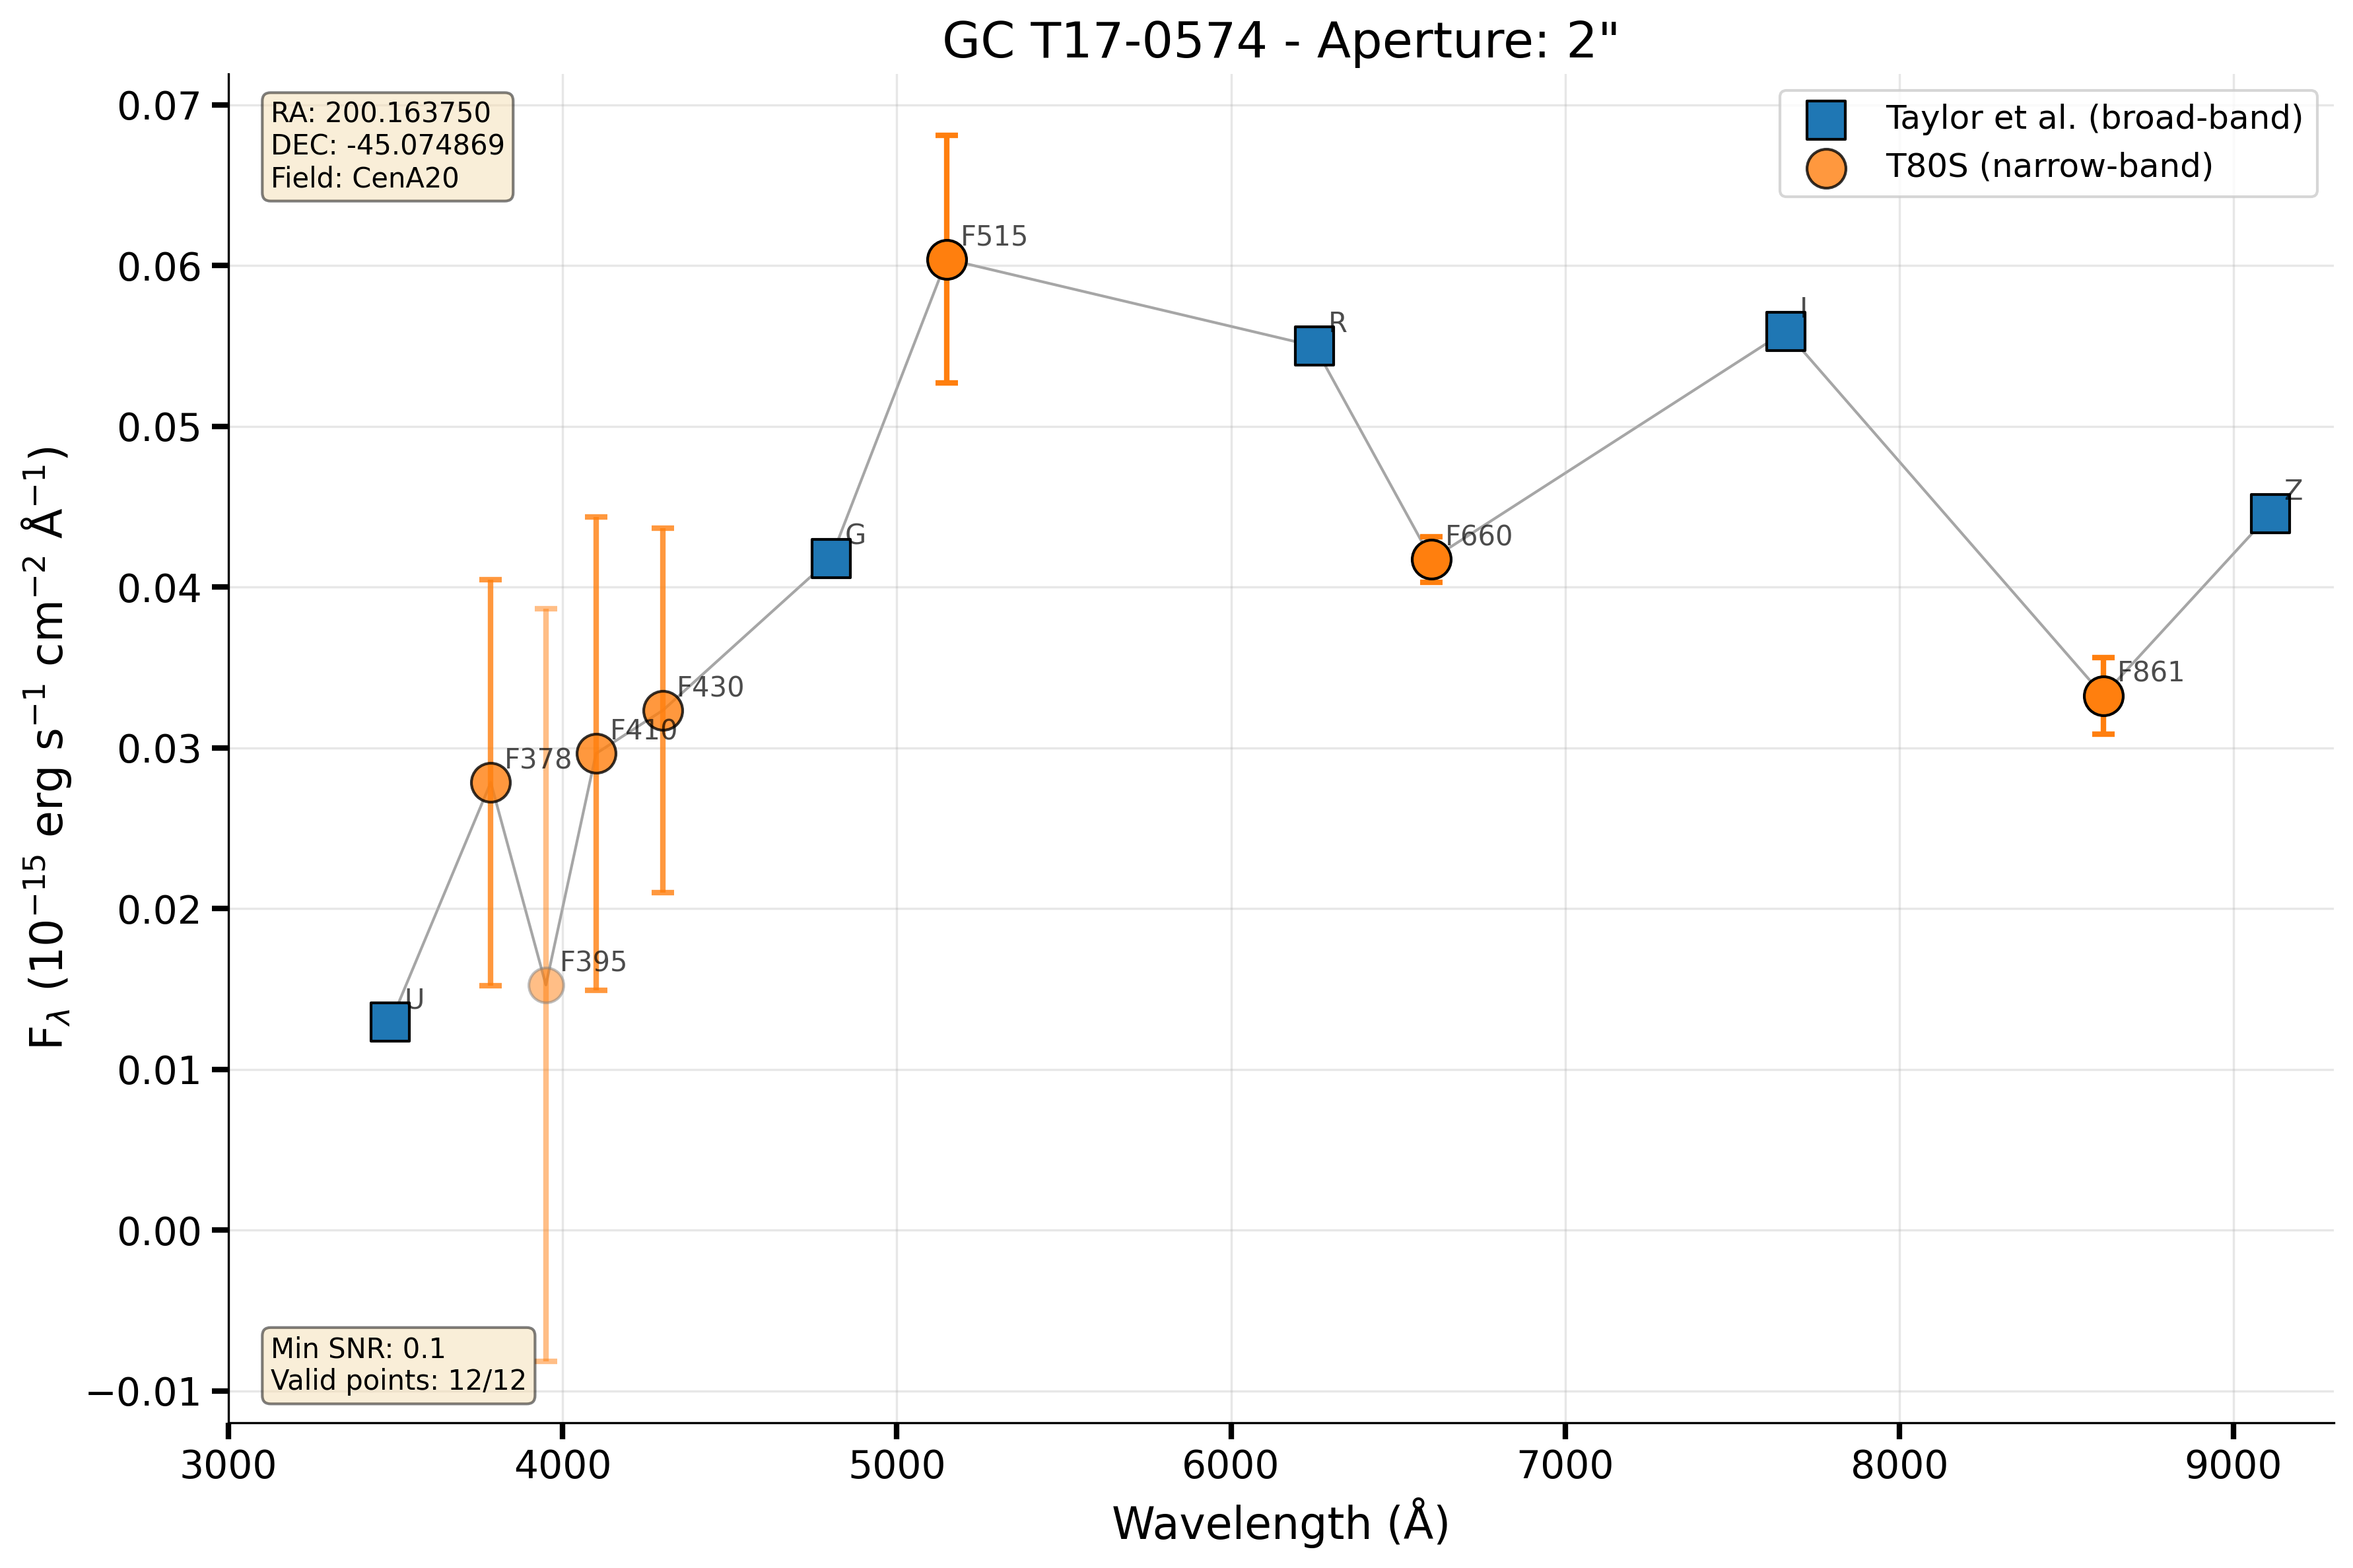 GC T17-0574 - Aperture: 2"
RA: 200.163750
DEC: -45.074869
Field: CenA20
Taylor et al. (broad-band)
T80S (narrow-band)
F515
R
I
G
F660
Z
F861
F430
F410
F378
F395
U
Min SNR: 0.1
Valid points: 12/12
0.07
0.06
0.05
0.04
0.03
0.02
0.01
0.00
−0.01
3000 4000 5000 6000 7000 8000 9000
Wavelength (Å)
F_λ (10⁻¹⁵ erg s⁻¹ cm⁻² Å⁻¹)